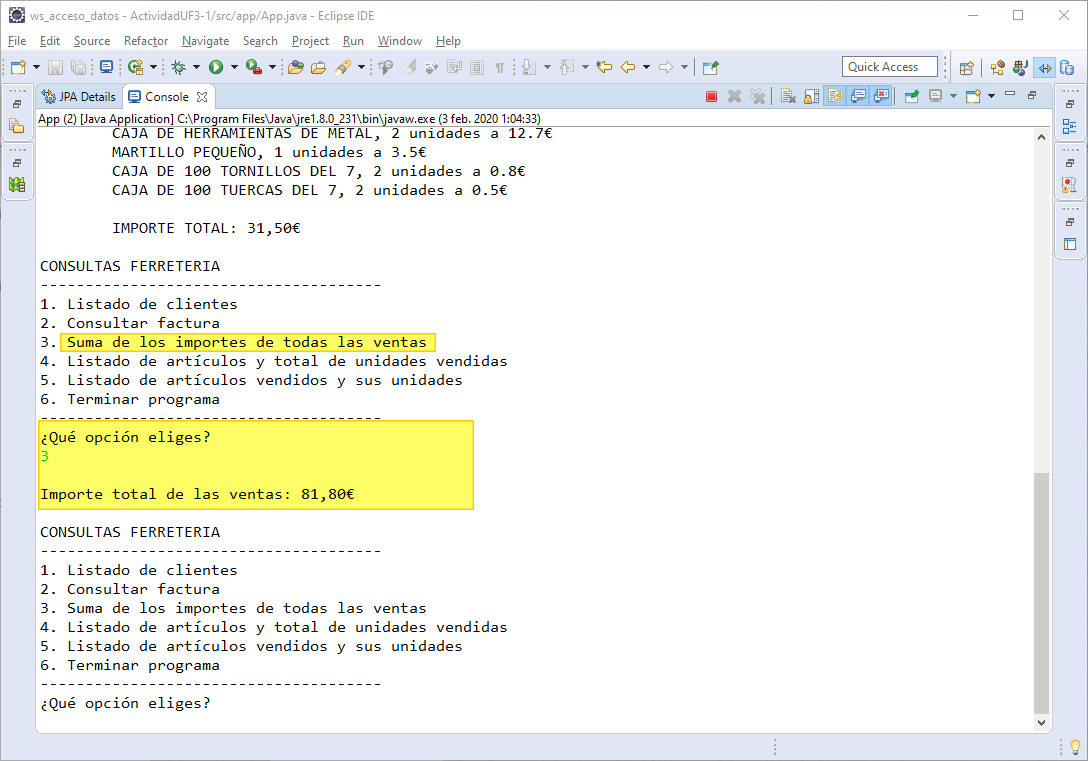 ws_acceso_datos - ActividadUF3-1/src/app/App.java - Eclipse IDE
File Edit Source Refactor Navigate Search Project Run Window Help
Quick Access
JPA Details Console
App (2) [Java Application] C:\Program Files\Java\jre1.8.0_231\bin\javaw.exe (3 feb. 2020 1:04:33)
CAJA DE HERRAMIENTAS DE METAL, 2 unidades a 12.7€
MARTILLO PEQUEÑO, 1 unidades a 3.5€
CAJA DE 100 TORNILLOS DEL 7, 2 unidades a 0.8€
CAJA DE 100 TUERCAS DEL 7, 2 unidades a 0.5€
IMPORTE TOTAL: 31,50€
CONSULTAS FERRETERIA
--------------------------------------
1. Listado de clientes
2. Consultar factura
3. Suma de los importes de todas las ventas
4. Listado de artículos y total de unidades vendidas
5. Listado de artículos vendidos y sus unidades
6. Terminar programa
--------------------------------------
¿Qué opción eliges?
3
Importe total de las ventas: 81,80€
CONSULTAS FERRETERIA
--------------------------------------
1. Listado de clientes
2. Consultar factura
3. Suma de los importes de todas las ventas
4. Listado de artículos y total de unidades vendidas
5. Listado de artículos vendidos y sus unidades
6. Terminar programa
--------------------------------------
¿Qué opción eliges?